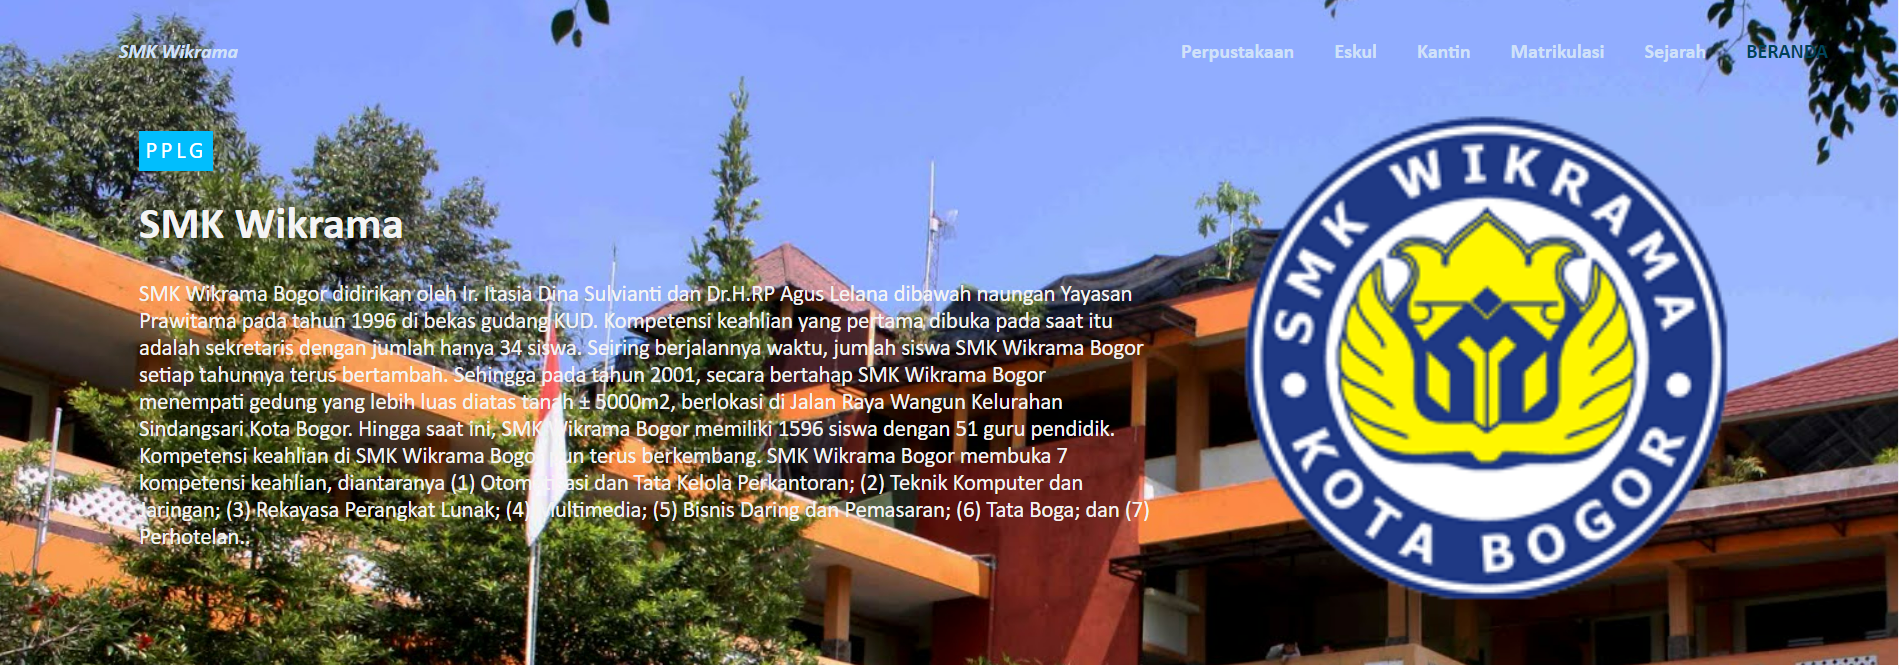 SMK Wikrama
Perpustakaan Eskul Kantin Matrikulasi Sejarah BERANDA
PPLG
SMK Wikrama
SMK Wikrama Bogor didirikan oleh Ir. Itasia Dina Sulvianti dan Dr.H.RP Agus Lelana dibawah naungan Yayasan
Prawitama pada tahun 1996 di bekas gudang KUD. Kompetensi keahlian yang pertama dibuka pada saat itu
adalah sekretaris dengan jumlah hanya 34 siswa. Seiring berjalannya waktu, jumlah siswa SMK Wikrama Bogor
setiap tahunnya terus bertambah. Sehingga pada tahun 2001, secara bertahap SMK Wikrama Bogor
menempati gedung yang lebih luas diatas tanah ± 5000m2, berlokasi di Jalan Raya Wangun Kelurahan
Sindangsari Kota Bogor. Hingga saat ini, SMK Wikrama Bogor memiliki 1596 siswa dengan 51 guru pendidik.
Kompetensi keahlian di SMK Wikrama Bogor pun terus berkembang. SMK Wikrama Bogor membuka 7
kompetensi keahlian, diantaranya (1) Otomatisasi dan Tata Kelola Perkantoran; (2) Teknik Komputer dan
Jaringan; (3) Rekayasa Perangkat Lunak; (4) Multimedia; (5) Bisnis Daring dan Pemasaran; (6) Tata Boga; dan (7)
Perhotelan..
SMK WIKRAMA
KOTA BOGOR